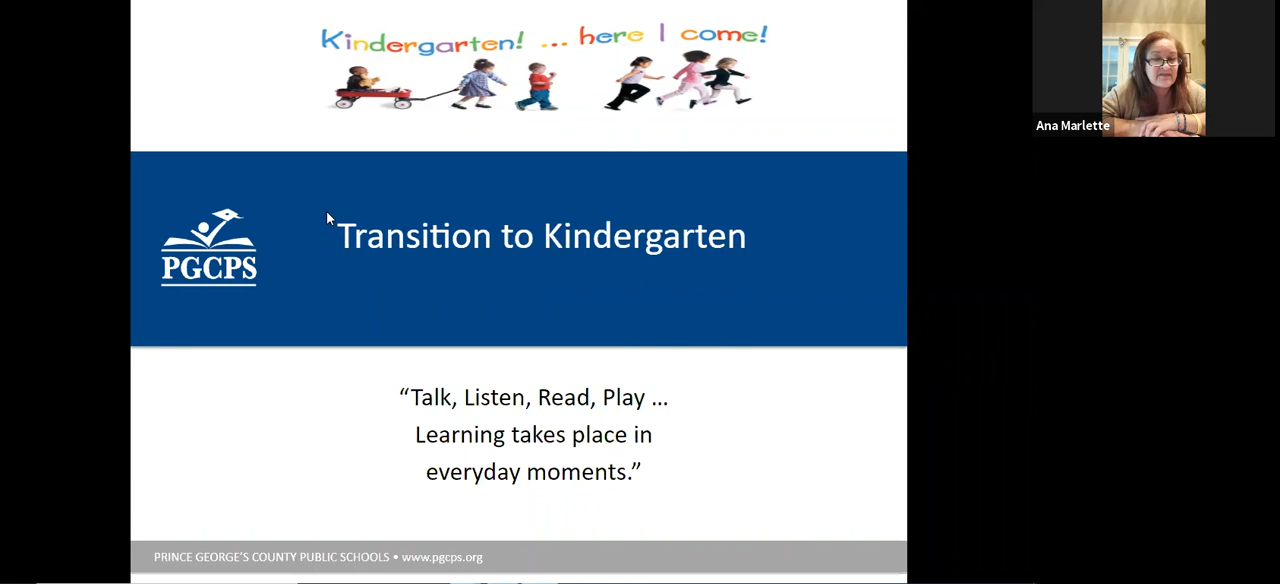 Kindergarten! ... here I come!
Ana Marlette
PGCPS
Transition to Kindergarten
“Talk, Listen, Read, Play ...
Learning takes place in
everyday moments.”
PRINCE GEORGE’S COUNTY PUBLIC SCHOOLS • www.pgcps.org